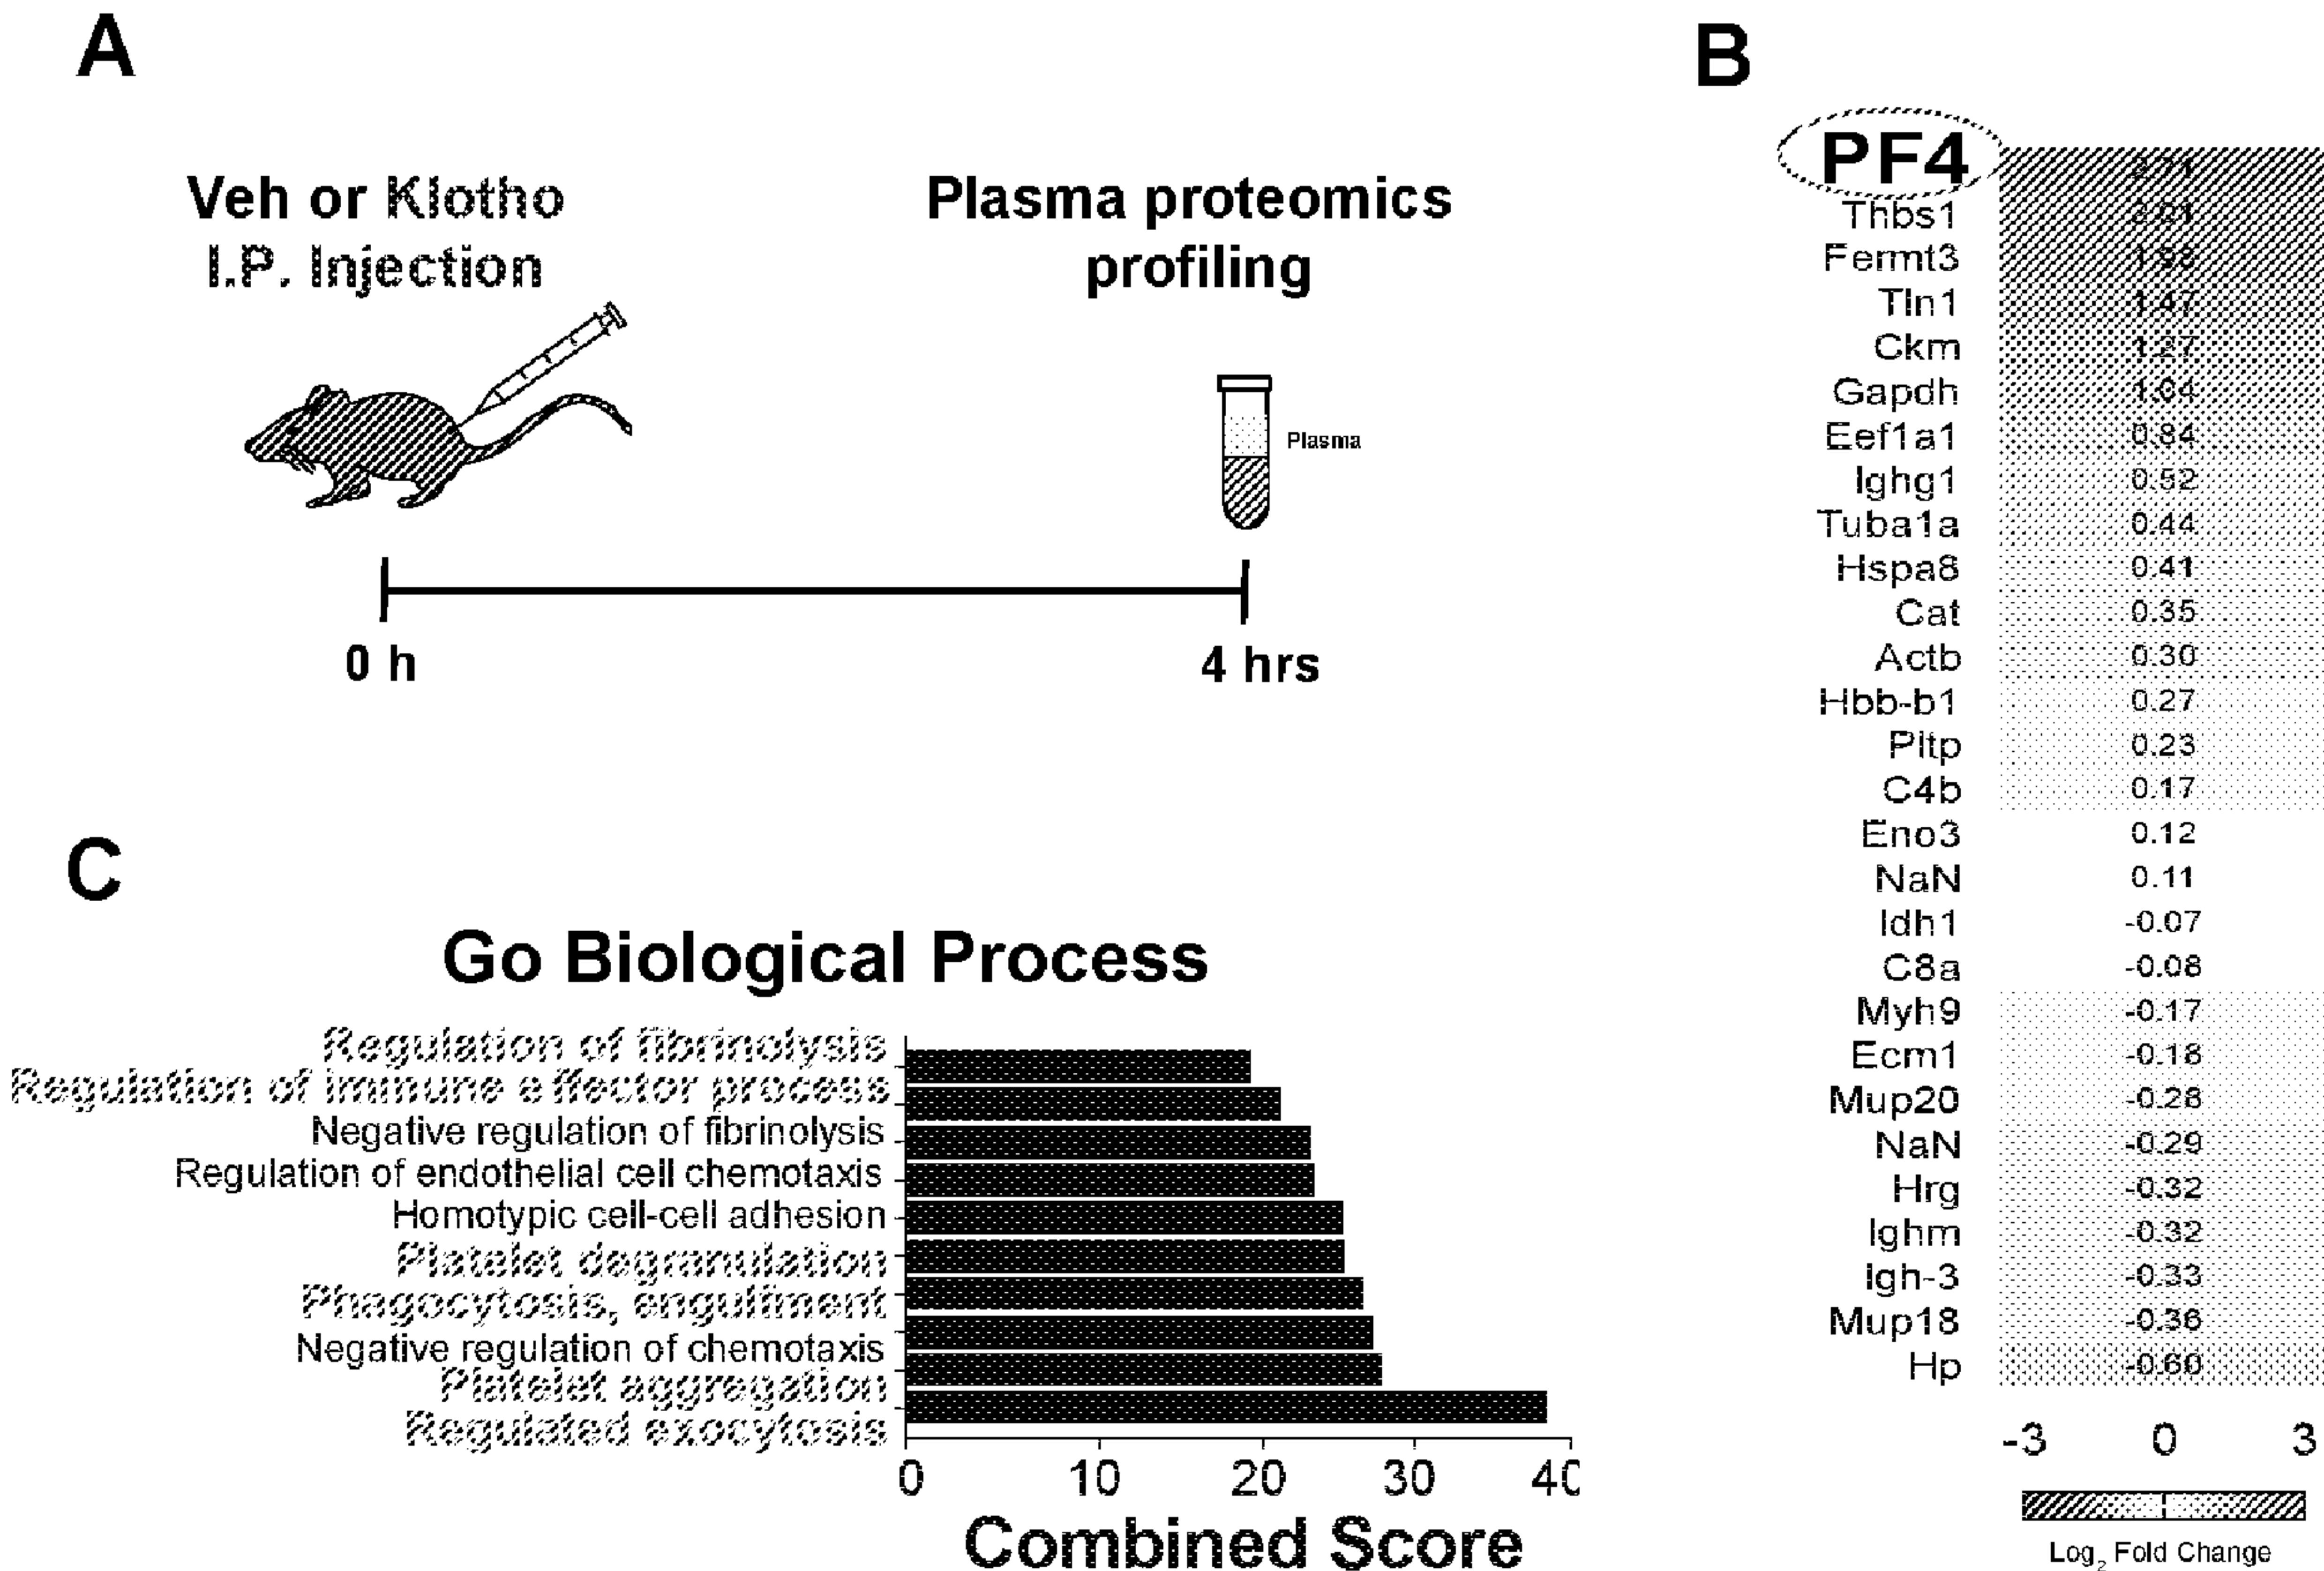 A
Veh or Klotho
I.P. Injection
Plasma proteomics
profiling
Plasma
0 h
4 hrs
B
PF4 2.71
Thbs1 2.01
Fermt3 1.98
Tln1 1.47
Ckm 1.27
Gapdh 1.04
Eef1a1 0.84
Ighg1 0.52
Tuba1a 0.44
Hspa8 0.41
Cat 0.35
Actb 0.30
Hbb-b1 0.27
Pltp 0.23
C4b 0.17
Eno3 0.12
NaN 0.11
Idh1 -0.07
C8a -0.08
Myh9 -0.17
Ecm1 -0.18
Mup20 -0.28
NaN -0.29
Hrg -0.32
Ighm -0.32
Igh-3 -0.33
Mup18 -0.36
Hp -0.60
-3 0 3
Log₂ Fold Change
C
Go Biological Process
Regulation of fibrinolysis
Regulation of immune effector process
Negative regulation of fibrinolysis
Regulation of endothelial cell chemotaxis
Homotypic cell-cell adhesion
Platelet degranulation
Phagocytosis, engulfment
Negative regulation of chemotaxis
Platelet aggregation
Regulated exocytosis
0 10 20 30 40
Combined Score